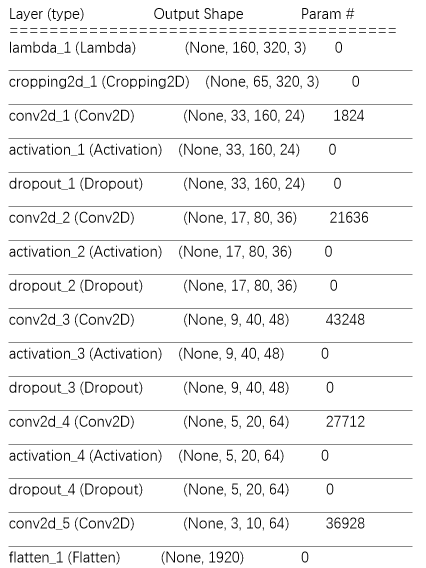 Layer (type) Output Shape Param #
=======================================
lambda_1 (Lambda) (None, 160, 320, 3) 0
cropping2d_1 (Cropping2D) (None, 65, 320, 3) 0
conv2d_1 (Conv2D) (None, 33, 160, 24) 1824
activation_1 (Activation) (None, 33, 160, 24) 0
dropout_1 (Dropout) (None, 33, 160, 24) 0
conv2d_2 (Conv2D) (None, 17, 80, 36) 21636
activation_2 (Activation) (None, 17, 80, 36) 0
dropout_2 (Dropout) (None, 17, 80, 36) 0
conv2d_3 (Conv2D) (None, 9, 40, 48) 43248
activation_3 (Activation) (None, 9, 40, 48) 0
dropout_3 (Dropout) (None, 9, 40, 48) 0
conv2d_4 (Conv2D) (None, 5, 20, 64) 27712
activation_4 (Activation) (None, 5, 20, 64) 0
dropout_4 (Dropout) (None, 5, 20, 64) 0
conv2d_5 (Conv2D) (None, 3, 10, 64) 36928
flatten_1 (Flatten) (None, 1920) 0